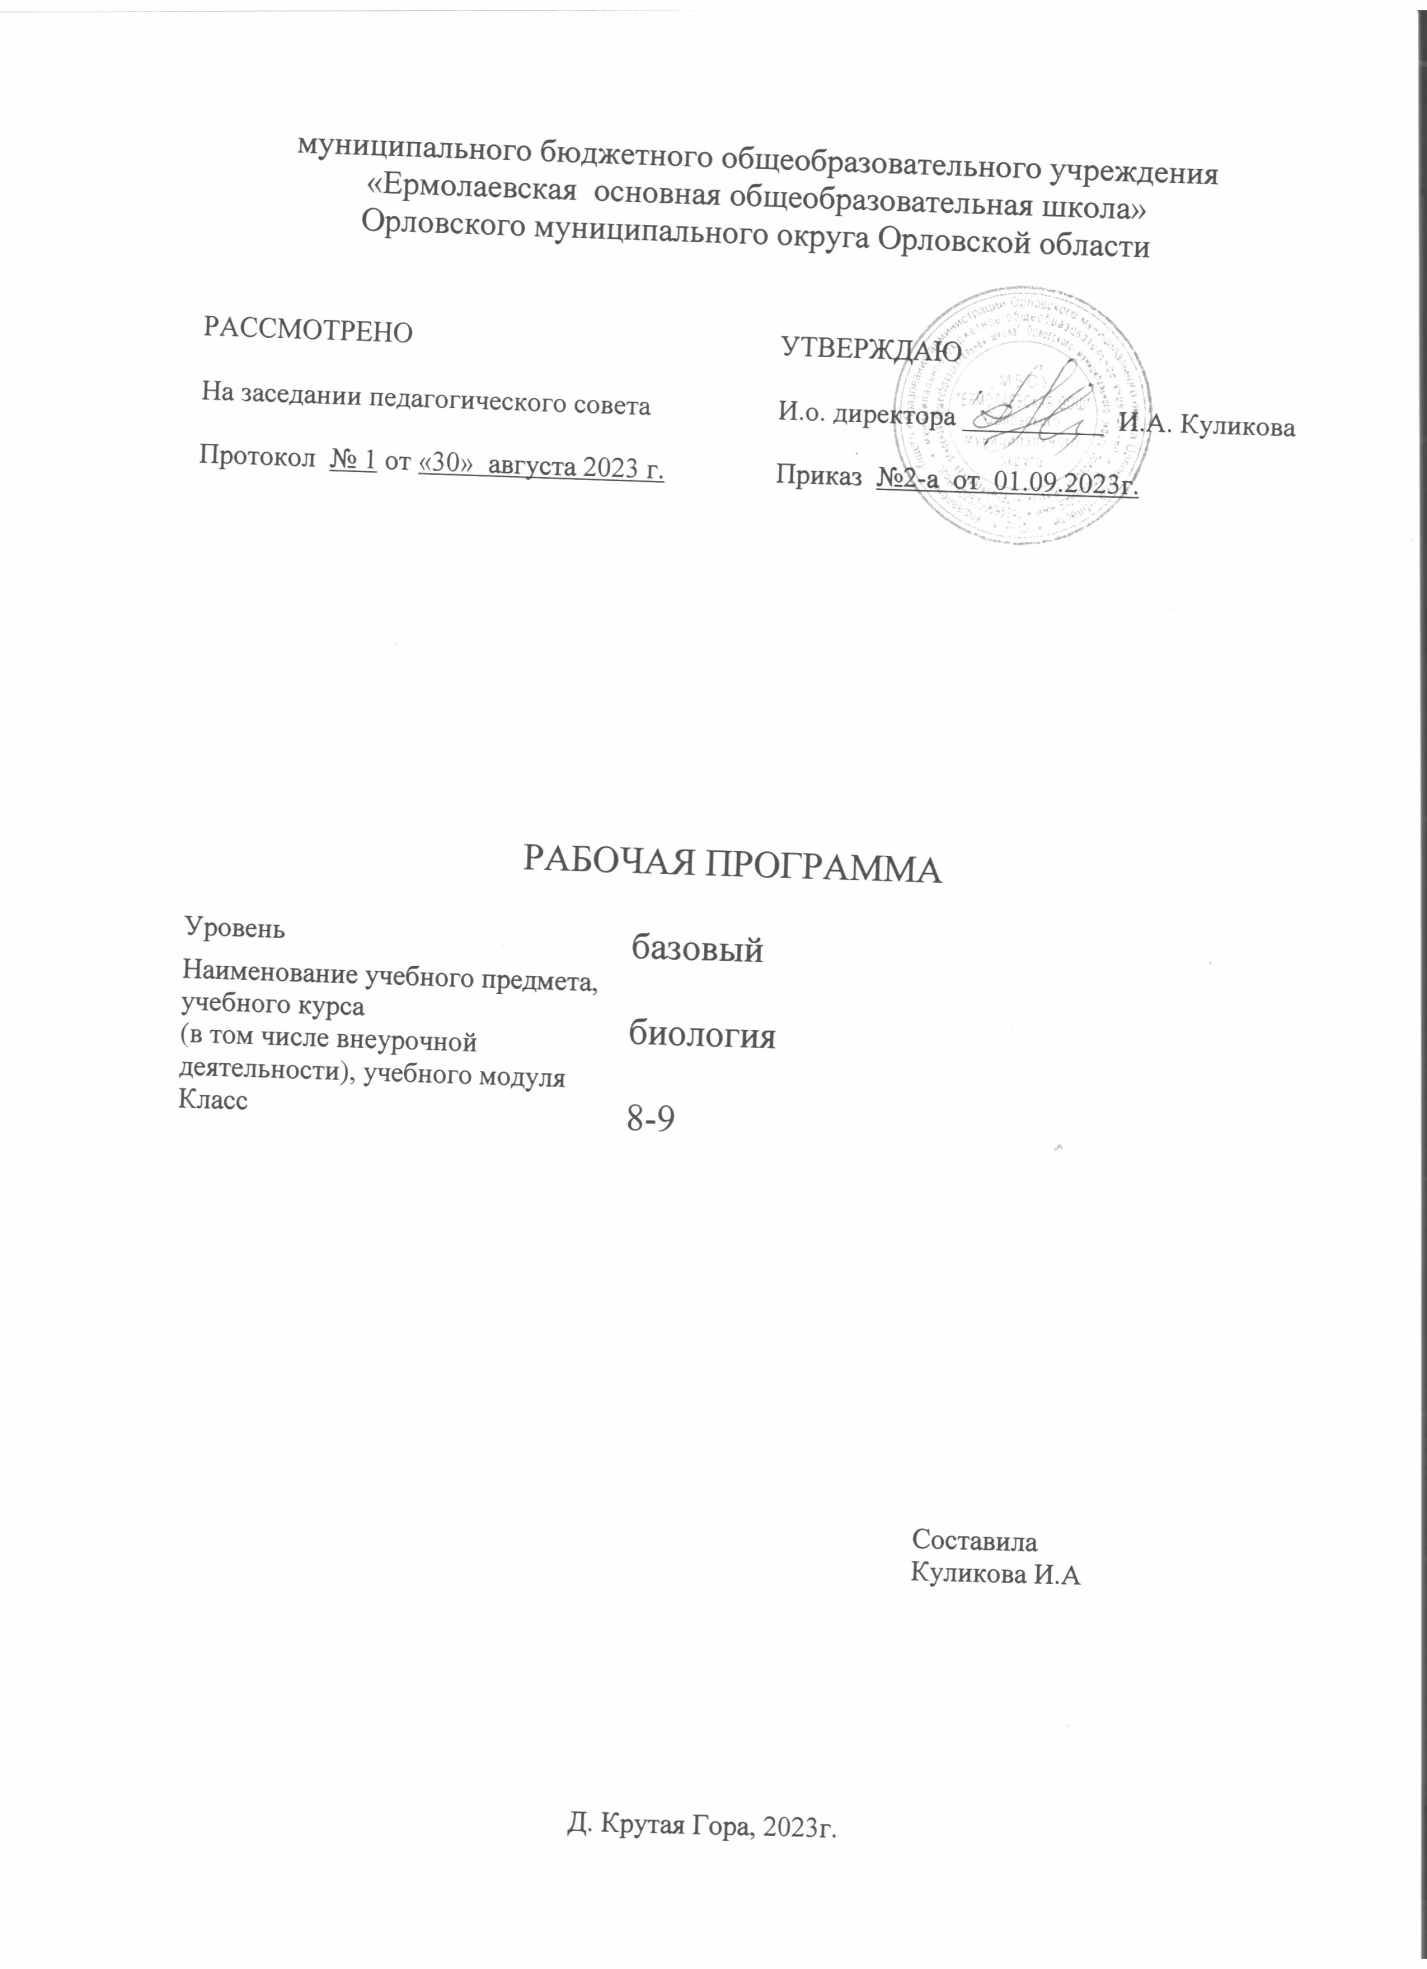 муниципального бюджетного общеобразовательного учреждения
«Ермолаевская основная общеобразовательная школа»
Орловского муниципального округа Орловской области
РАССМОТРЕНО
На заседании педагогического совета
Протокол № 1 от «30» августа 2023 г.
УТВЕРЖДАЮ
И.о. директора __________ И.А. Куликова
Приказ №2-а от 01.09.2023г.
МБОУ
РАБОЧАЯ ПРОГРАММА
Уровень
базовый
Наименование учебного предмета,
учебного курса
(в том числе внеурочной
деятельности), учебного модуля
биология
Класс
8-9
Составила
Куликова И.А
Д. Крутая Гора, 2023г.